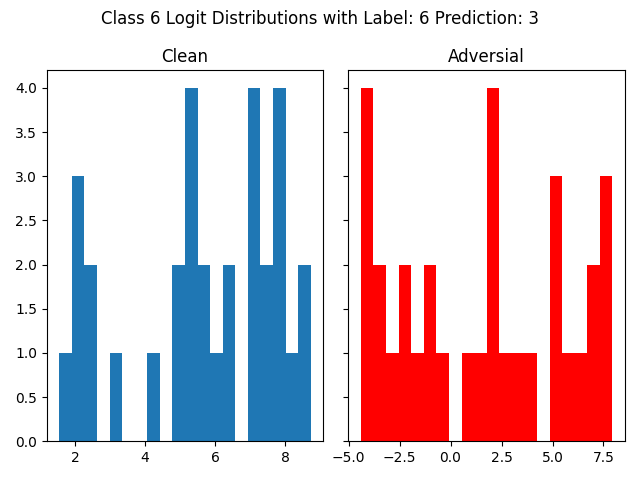 Class 6 Logit Distributions with Label: 6 Prediction: 3
Clean
Adversial
4.0
3.5
3.0
2.5
2.0
1.5
1.0
0.5
0.0
2 4 6 8
−5.0 −2.5 0.0 2.5 5.0 7.5